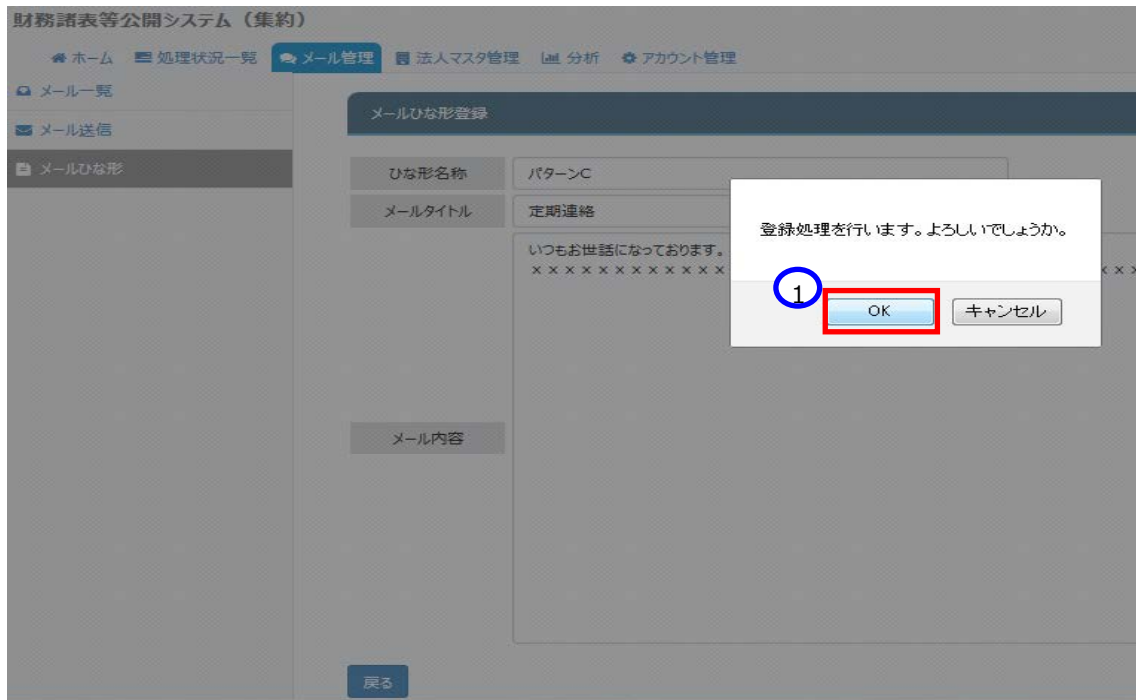 財務諸表等公開システム（集約）
ホーム 処理状況一覧 メール管理 法人マスタ管理 分析 アカウント管理
メール一覧
メール送信
メールひな形
メールひな形登録
ひな形名称 パターンC
メールタイトル 定期連絡
いつもお世話になっております。
××××××××××××
××
登録処理を行います。よろしいでしょうか。
1
OK キャンセル
メール内容
戻る